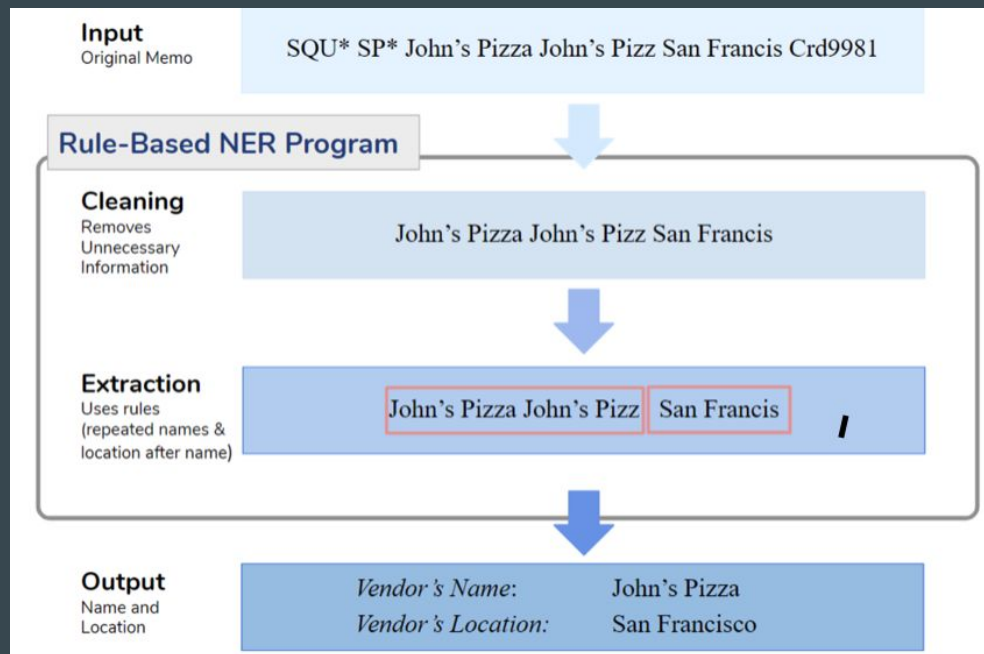 Input
Original Memo
SQU* SP* John’s Pizza John’s Pizz San Francis Crd9981
Rule-Based NER Program
Cleaning
Removes
Unnecessary
Information
John’s Pizza John’s Pizz San Francis
Extraction
Uses rules
(repeated names &
location after name)
John’s Pizza John’s Pizz San Francis
Output
Name and
Location
Vendor’s Name: John’s Pizza
Vendor’s Location: San Francisco